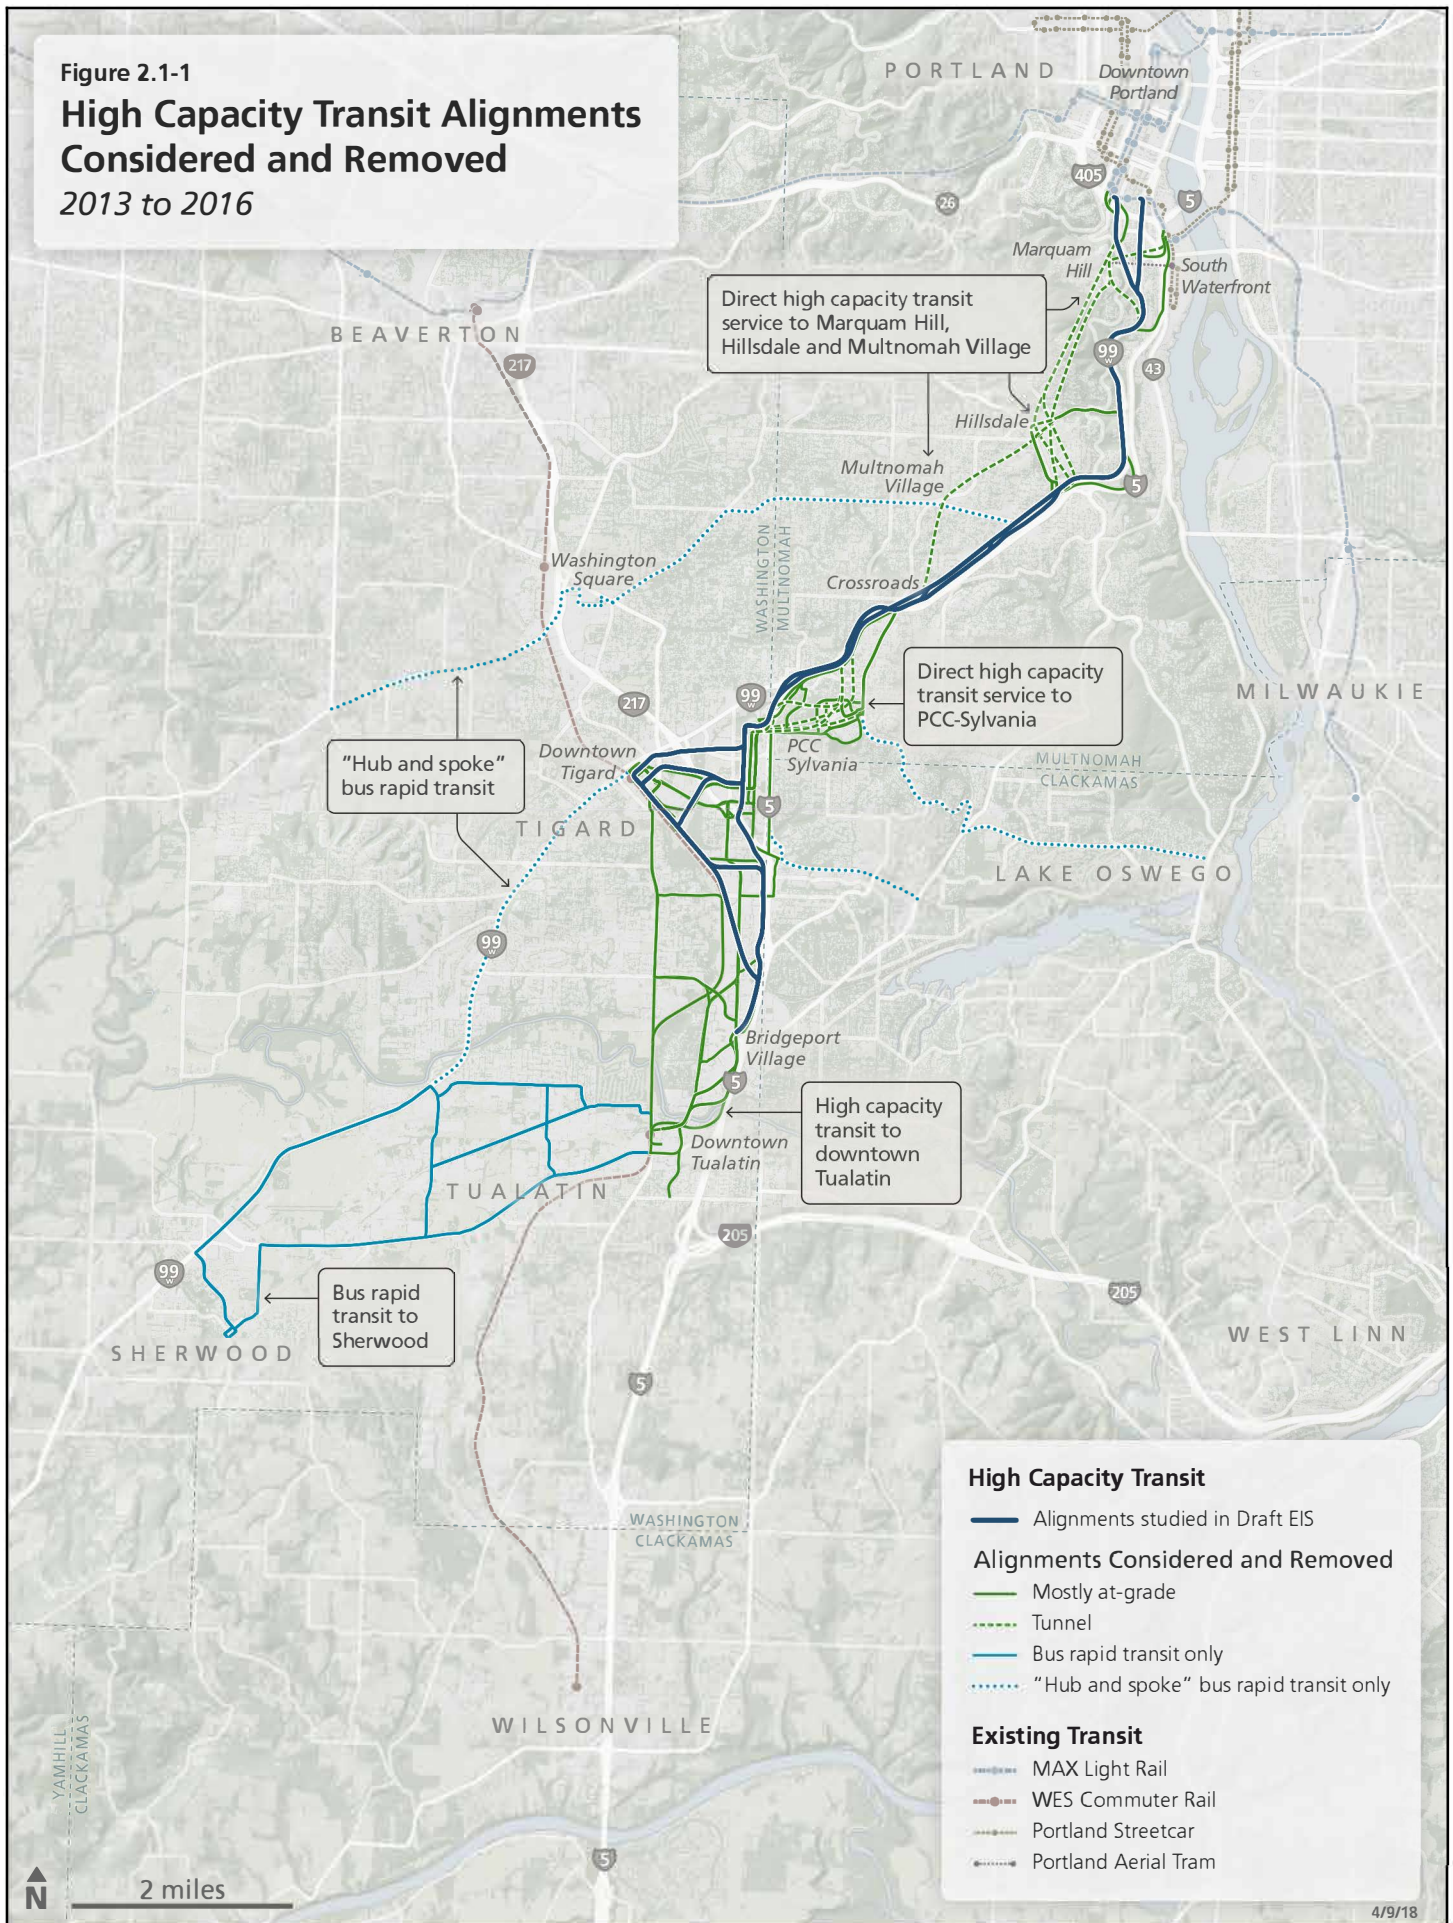 Figure 2.1-1
High Capacity Transit Alignments
Considered and Removed
2013 to 2016
PORTLAND
Downtown
Portland
405
5
26
Marquam
Hill
South
Waterfront
Direct high capacity transit
service to Marquam Hill,
Hillsdale and Multnomah Village
BEAVERTON
217
99
W
43
Hillsdale
Multnomah
Village
5
WASHINGTON
MULTNOMAH
Washington
Square
Crossroads
Direct high capacity
transit service to
PCC-Sylvania
MILWAUKIE
217
99
W
"Hub and spoke"
bus rapid transit
Downtown
Tigard
PCC
Sylvania
MULTNOMAH
CLACKAMAS
5
TIGARD
LAKE OSWEGO
99
W
Bridgeport
Village
5
High capacity
transit to
downtown
Tualatin
Downtown
Tualatin
TUALATIN
205
99
W
Bus rapid
transit to
Sherwood
205
SHERWOOD
WEST LINN
5
WASHINGTON
CLACKAMAS
High Capacity Transit
Alignments studied in Draft EIS
Alignments Considered and Removed
Mostly at-grade
Tunnel
Bus rapid transit only
"Hub and spoke" bus rapid transit only
Existing Transit
MAX Light Rail
WES Commuter Rail
Portland Streetcar
Portland Aerial Tram
WILSONVILLE
YAMHILL
CLACKAMAS
5
N
2 miles
4/9/18